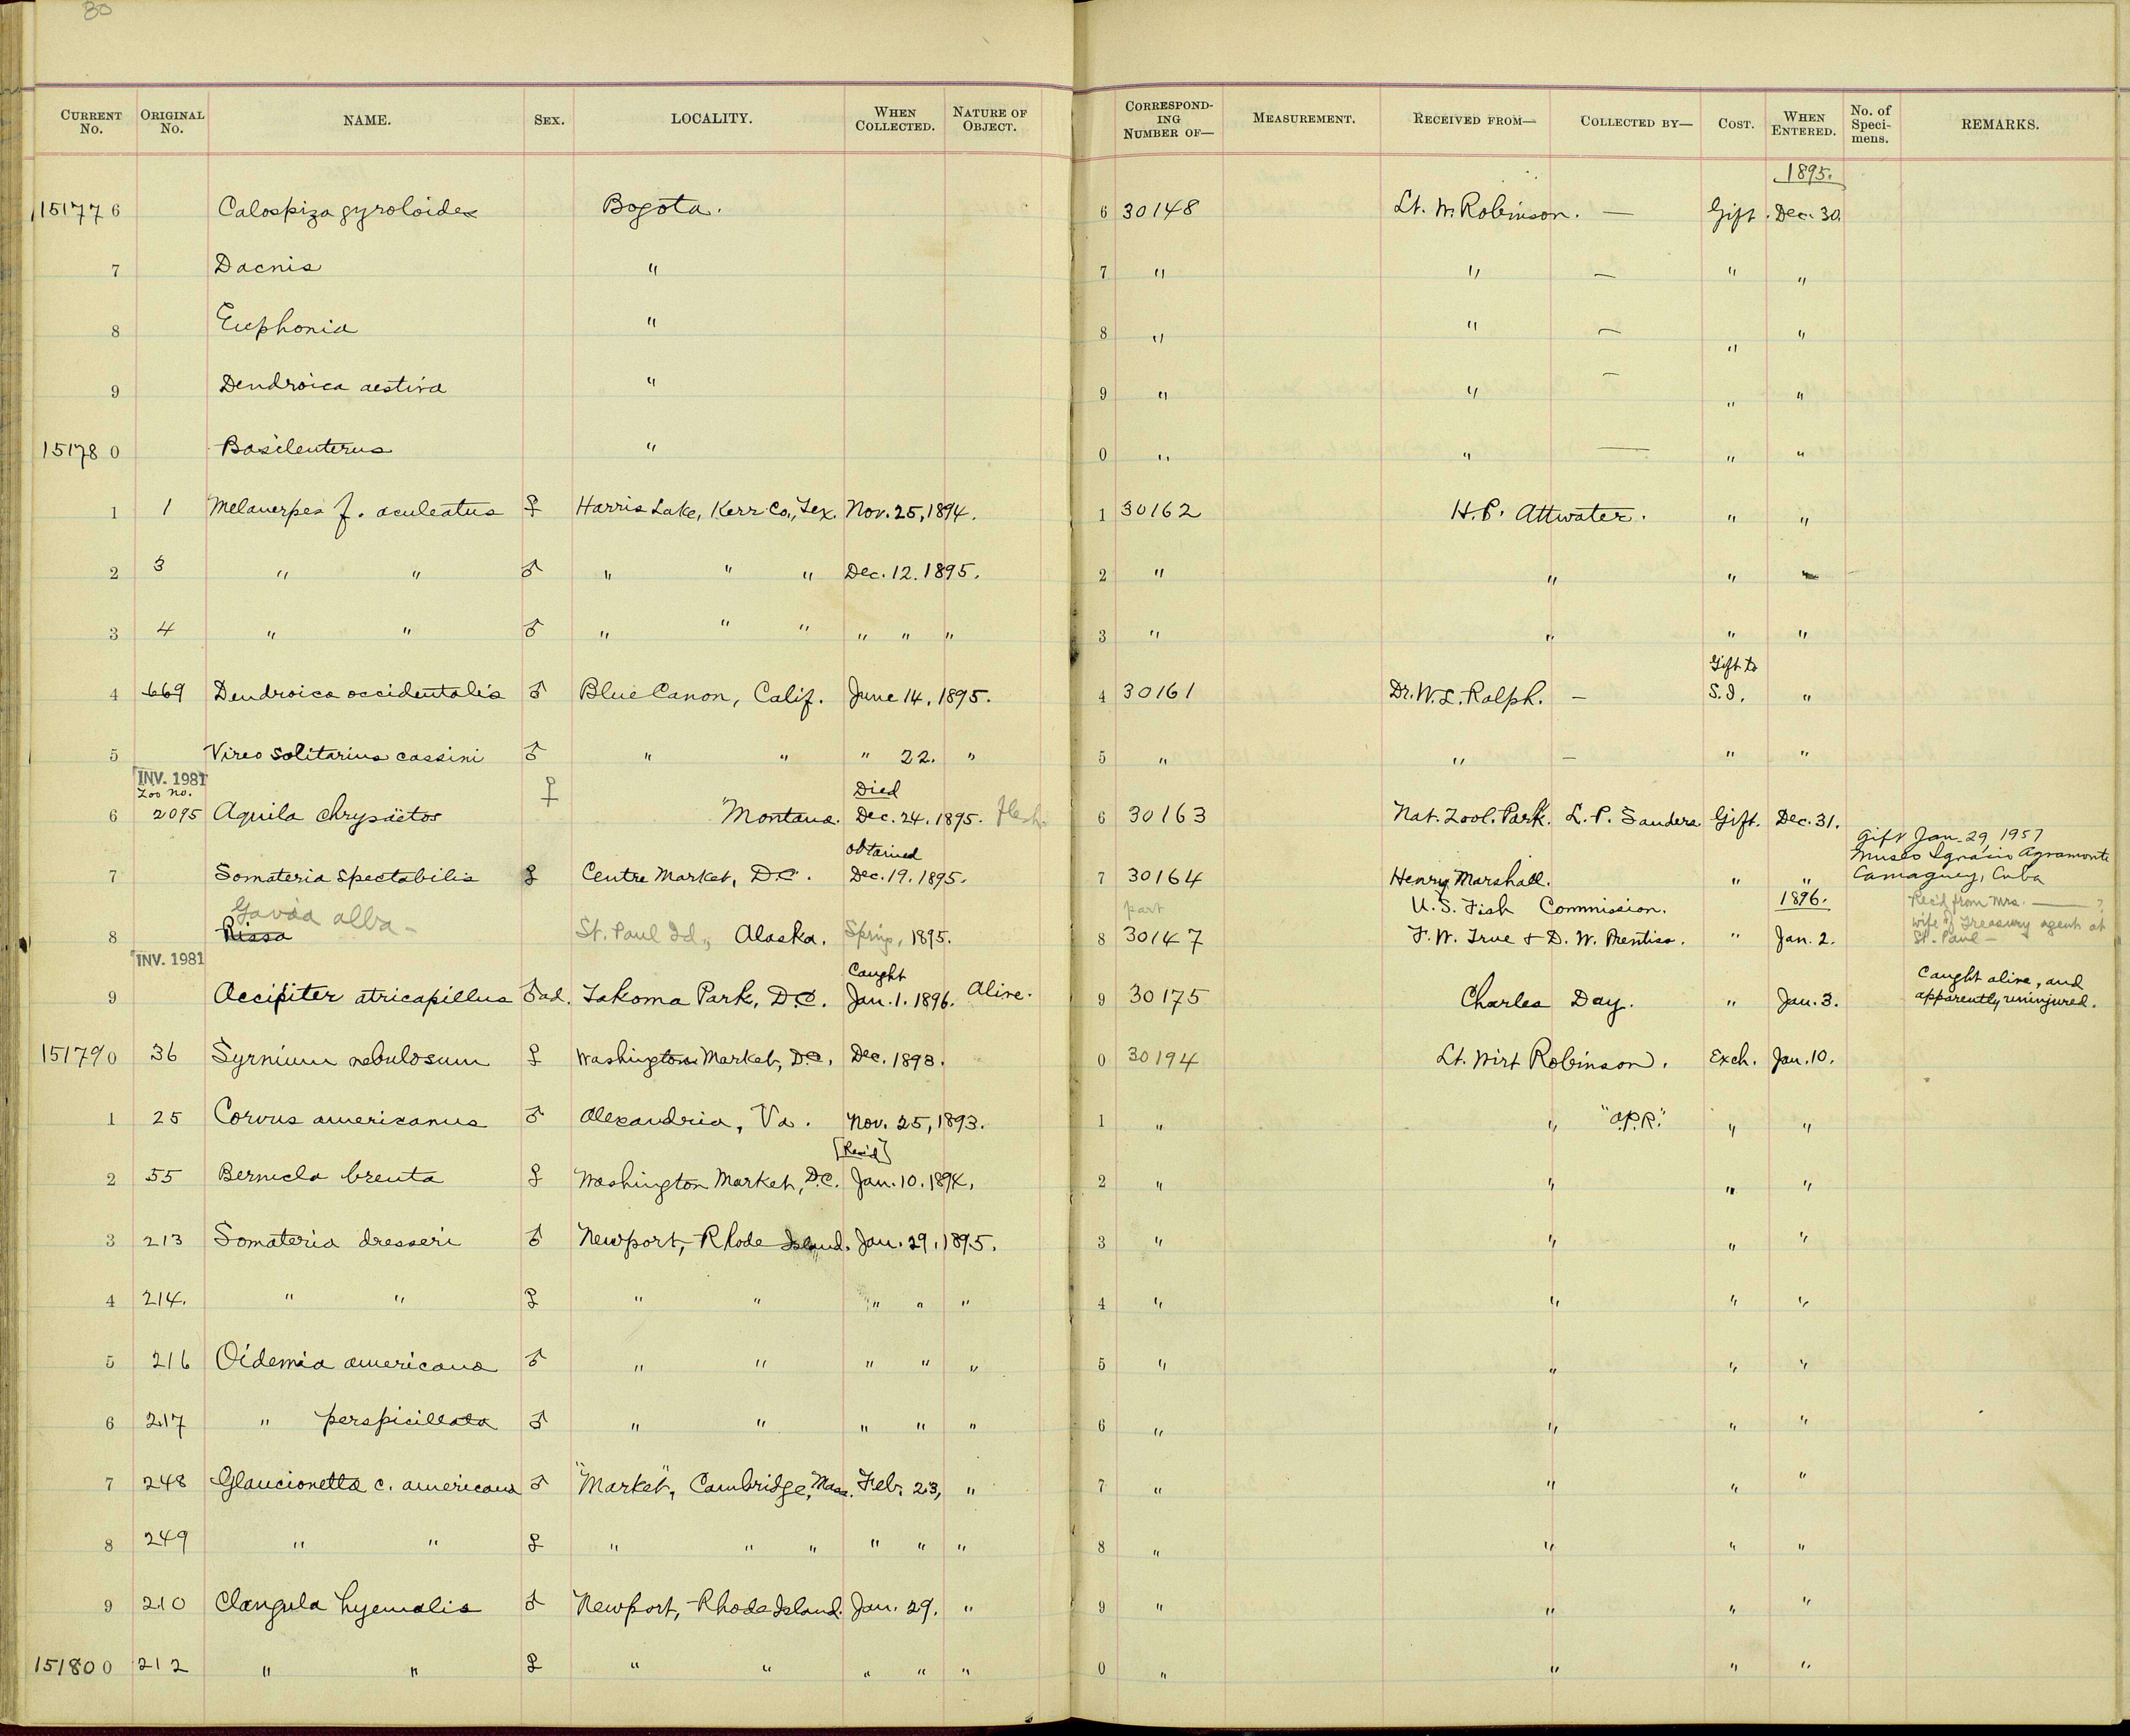 80
CURRENT No. ORIGINAL No. NAME. SEX. LOCALITY. WHEN COLLECTED. NATURE OF OBJECT. CORRESPONDING NUMBER OF— MEASUREMENT. RECEIVED FROM— COLLECTED BY— COST. WHEN ENTERED. No. of Specimens. REMARKS.
1895.
151776 Calospiza gyroloides Bogota. 6 30148 Lt. W. Robinson. — Gift. Dec. 30.
7 Dacnis " 7 " " — " "
8 Euphonia " 8 " " — " "
9 Dendroica aestiva " 9 " " — " "
151780 Basileuterus " 0 " " — " "
1 1 Melanerpes f. aculeatus ♀ Harris Lake, Kerr Co., Tex. Nov. 25, 1894. 1 30162 H. P. Attwater. " "
2 3 " " ♂ " " " Dec. 12. 1895. 2 " " " "
3 4 " " ♂ " " " " " " 3 " " " "
Gift to
4 669 Dendroica occidentalis ♂ Blue Canon, Calif. June 14, 1895. 4 30161 Dr. W. L. Ralph. — S.I. "
5 Vireo solitarius cassini ♂ " " " 22. " 5 " " — " "
INV. 1981
Zoo No. ♀ Died
6 2095 Aquila chrysaëtos Montana. Dec. 24. 1895. flesh. 6 30163 Nat. Zool. Park. L. P. Sanders Gift. Dec. 31.
obtained Gift Jan. 29, 1957
Museo Ignacio Agramonte
7 Somateria spectabilis ♀ Centre Market, D.C. Dec. 19. 1895. 7 30164 Henry Marshall. " " Camaguey, Cuba
Gavia alba - part U. S. Fish Commission. 1896. Rec'd from Mrs. —— ?
wife of Treasury agent at
8 Rissa St. Paul Id., Alaska. Spring, 1895. 8 30147 F. W. True & D. W. Prentiss. " Jan. 2. St. Paul —
INV. 1981 Caught Caught alive, and
9 Accipiter atricapillus ♂ ad. Takoma Park, D.C. Jan. 1. 1896. Alive. 9 30175 Charles Day. " Jan. 3. apparently uninjured.
151790 36 Syrnium nebulosum ♀ Washington Market, D.C. Dec. 1893. 0 30194 Lt. Wirt Robinson. Exch. Jan. 10.
1 25 Corvus americanus ♂ Alexandria, Va. Nov. 25, 1893. 1 " " "O.P.R." " "
[Rec'd]
2 55 Bernicla brenta ♀ Washington Market, D.C. Jan. 10. 1894. 2 " " " "
3 213 Somateria dresseri ♂ Newport, Rhode Island. Jan. 29. 1895. 3 " " " "
4 214. " " ♀ " " " " " 4 " " " "
5 216 Oidemia americana ♂ " " " " " 5 " " " "
6 217 " perspicillata ♂ " " " " " 6 " " " "
7 248 Glaucionetta c. americana ♂ "Market", Cambridge, Mass. Feb. 23, " 7 " " " "
8 249 " " ♀ " " " " " " 8 " " " "
9 210 Clangula hyemalis ♂ Newport, Rhode Island. Jan. 29. " 9 " " " "
151800 212 " " ♀ " " " " " 0 " " " "